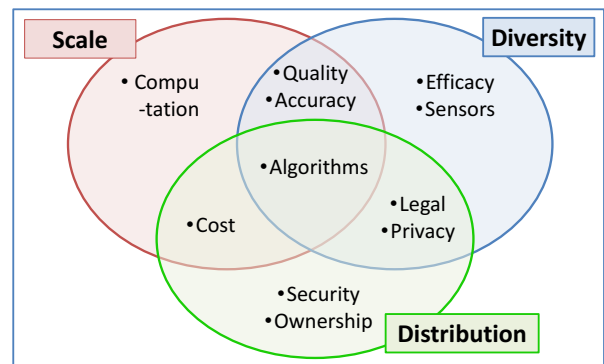 Scale
Diversity
• Compu
-tation
• Quality
• Accuracy
• Efficacy
• Sensors
• Algorithms
• Cost
• Legal
• Privacy
• Security
• Ownership
Distribution